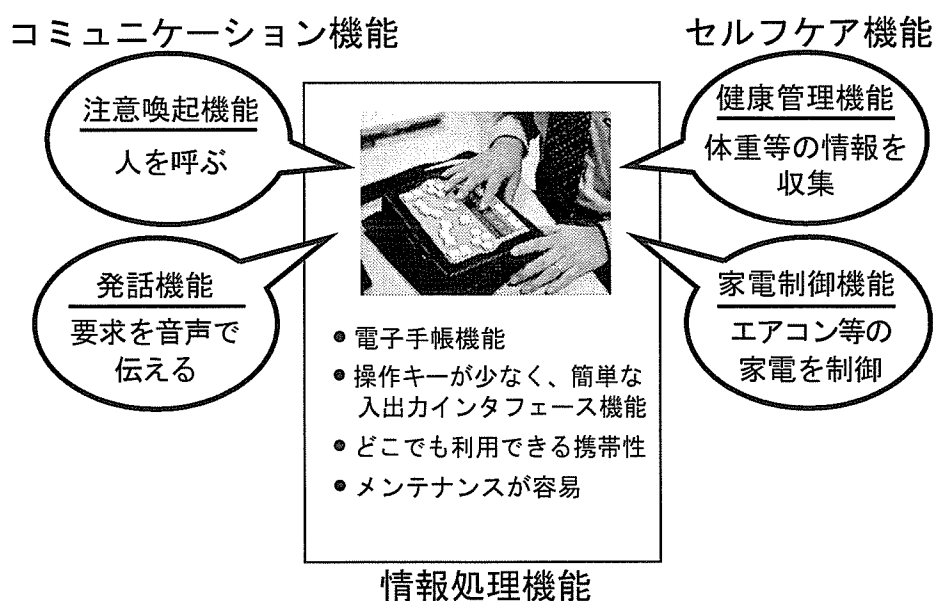 コミュニケーション機能
セルフケア機能
注意喚起機能
人を呼ぶ
発話機能
要求を音声で
伝える
健康管理機能
体重等の情報を
収集
家電制御機能
エアコン等の
家電を制御
● 電子手帳機能
● 操作キーが少なく、簡単な
入出力インタフェース機能
● どこでも利用できる携帯性
● メンテナンスが容易
情報処理機能